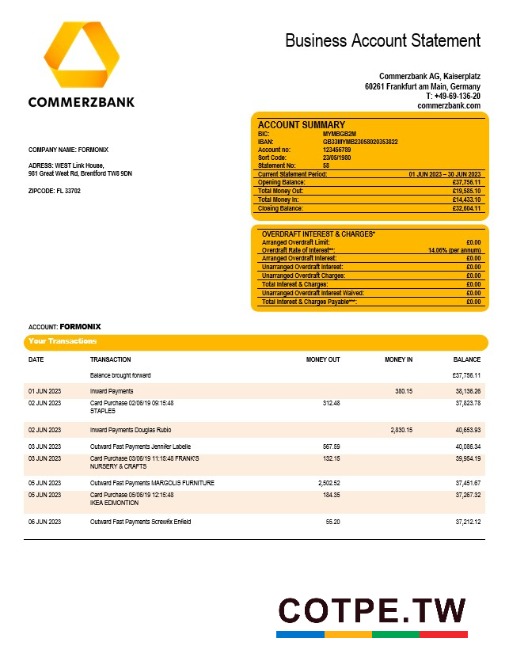 Business Account Statement
COMMERZBANK
Commerzbank AG, Kaiserplatz
60261 Frankfurt am Main, Germany
T: +49-69-136-20
commerzbank.com
COMPANY NAME: FORMONIX
ADRESS: WEST Link House,
981 Great West Rd, Brentford TW8 9DN
ZIPCODE: FL 33702
ACCOUNT SUMMARY
BIC: MYMBGB2M
IBAN: GB33MYMB23058020353822
Account no: 123456789
Sort Code: 23/05/1980
Statement No: 58
Current Statement Period: 01 JUN 2023 – 30 JUN 2023
Opening Balance: £37,756.11
Total Money Out: £19,585.10
Total Money In: £14,433.10
Closing Balance: £32,604.11
OVERDRAFT INTEREST & CHARGES*
Arranged Overdraft Limit: £0.00
Overdraft Rate of Interest**: 14.06% (per annum)
Arranged Overdraft Interest: £0.00
Unarranged Overdraft Interest: £0.00
Unarranged Overdraft Charges: £0.00
Total Interest & Charges: £0.00
Unarranged Overdraft Interest Waived: £0.00
Total Interest & Charges Payable***: £0.00
ACCOUNT: FORMONIX
Your Transactions
DATE TRANSACTION MONEY OUT MONEY IN BALANCE
Balance brought forward £37,756.11
01 JUN 2023 Inward Payments 380.15 38,136.26
02 JUN 2023 Card Purchase 02/06/19 09:15:48 312.48 37,823.78
STAPLES
02 JUN 2023 Inward Payments Douglas Rubio 2,830.15 40,653.93
03 JUN 2023 Outward Fast Payments Jennifer Labelle 567.59 40,086.34
03 JUN 2023 Card Purchase 03/06/19 11:15:48 FRANK'S 132.15 39,954.19
NURSERY & CRAFTS
05 JUN 2023 Outward Fast Payments MARGOLIS FURNITURE 2,502.52 37,451.67
05 JUN 2023 Card Purchase 05/06/19 12:15:48 184.35 37,267.32
IKEA EDMONTION
06 JUN 2023 Outward Fast Payments Screwfix Enfield 55.20 37,212.12
COTPE.TW